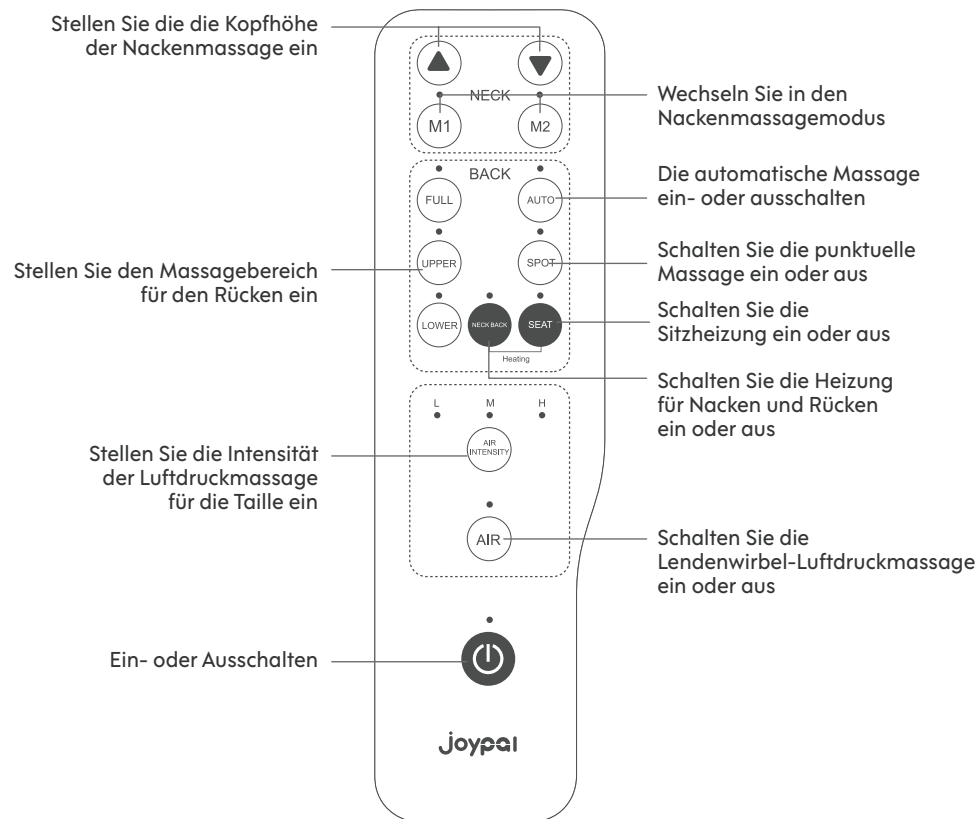 Stellen Sie die die Kopfhöhe
der Nackenmassage ein
NECK
M1
M2
Wechseln Sie in den
Nackenmassagemodus
BACK
FULL
AUTO
Die automatische Massage
ein- oder ausschalten
UPPER
SPOT
Stellen Sie den Massagebereich
für den Rücken ein
Schalten Sie die punktuelle
Massage ein oder aus
LOWER
NECK BACK
SEAT
Heating
Schalten Sie die
Sitzheizung ein oder aus
Schalten Sie die Heizung
für Nacken und Rücken
ein oder aus
L M H
AIR
INTENSITY
Stellen Sie die Intensität
der Luftdruckmassage
für die Taille ein
AIR
Schalten Sie die
Lendenwirbel-Luftdruckmassage
ein oder aus
Ein- oder Ausschalten
joypal